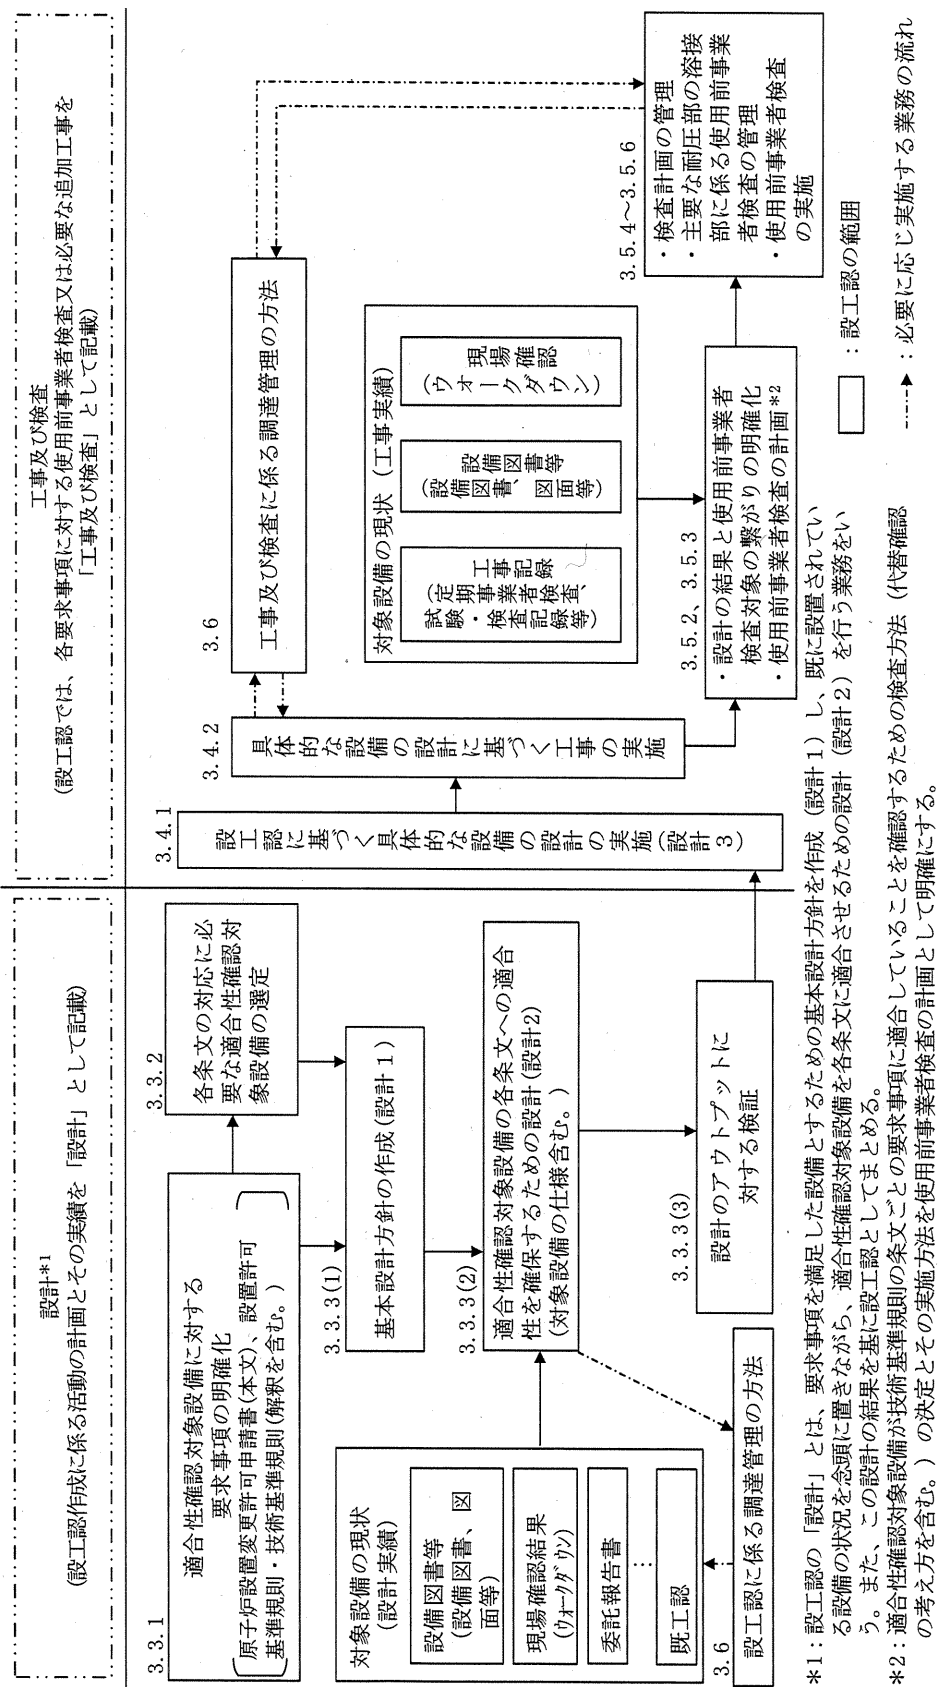 設計*1
(設工認作成に係る活動の計画とその実績を「設計」として記載)
工事及び検査
(設工認では、各要求事項に対する使用前事業者検査又は必要な追加工事を
「工事及び検査」として記載)
3.3.1
適合性確認対象設備に対する
要求事項の明確化
原子炉設置変更許可申請書(本文)、設置許可
基準規則・技術基準規則(解釈を含む。)
3.3.2
各条文の対応に必
要な適合性確認対
象設備の選定
3.3.3(1)
基本設計方針の作成(設計1)
対象設備の現状
(設計実績)
設備図書等
(設備図書、図
面等)
現場確認結果
(ウォークダウン)
委託報告書
⋮
既工認
3.3.3(2)
適合性確認対象設備の各条文への適合
性を確保するための設計(設計2)
(対象設備の仕様含む。)
3.6
設工認に係る調達管理の方法
3.3.3(3)
設計のアウトプットに
対する検証
3.4.1
設工認に基づく具体的な設備の設計の実施(設計3)
3.4.2
具体的な設備の設計に基づく工事の実施
3.6
工事及び検査に係る調達管理の方法
対象設備の現状(工事実績)
工事記録
(定期事業者検査、
試験・検査記録等)
設備図書等
(設備図書、図面等)
現場確認
(ウオークダウン)
3.5.2、3.5.3
・設計の結果と使用前事業者
検査対象の繋がりの明確化
・使用前事業者検査の計画*2
3.5.4~3.5.6
・検査計画の管理
・主要な耐圧部の溶接
部に係る使用前事業
者検査の管理
・使用前事業者検査
の実施
：設工認の範囲
：必要に応じ実施する業務の流れ
*1：設工認の「設計」とは、要求事項を満足した設備とするための基本設計方針を作成(設計1)し、既に設置されてい
る設備の状況を念頭に置きながら、適合性確認対象設備を各条文に適合させるための設計(設計2)を行う業務をい
う。また、この設計の結果を基に設工認としてまとめる。
*2：適合性確認対象設備が技術基準規則の条文ごとの要求事項に適合していることを確認するための検査方法(代替確認
の考え方を含む。)の決定とその実施方法を使用前事業者検査の計画として明確にする。